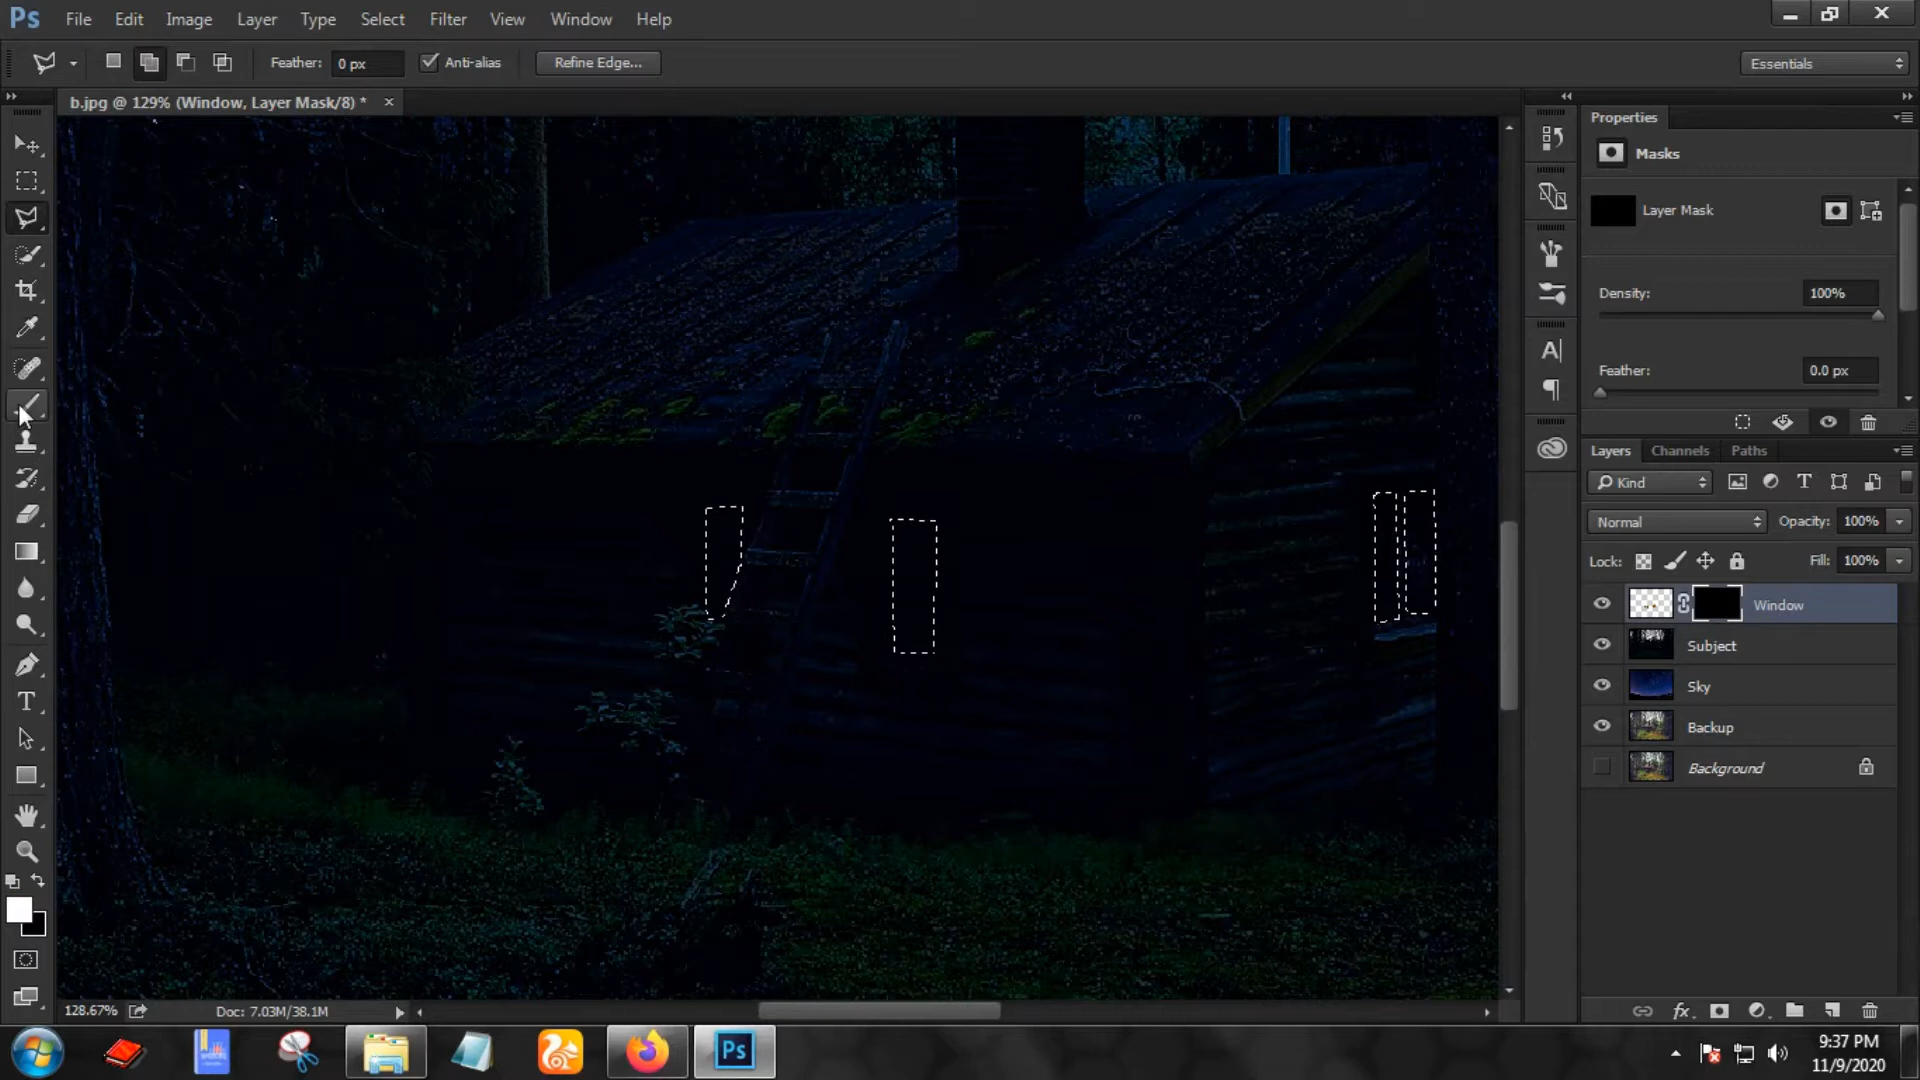 Ps File Edit Image Layer Type Select Filter View Window Help
Feather: 0 px Anti-alias Refine Edge... Essentials
b.jpg @ 129% (Window, Layer Mask/8) * ×
Properties
Masks
Layer Mask
Density: 100%
Feather: 0.0 px
Layers Channels Paths
Kind
Normal Opacity: 100%
Lock: Fill: 100%
Window
Subject
Sky
Backup
Background
128.67% Doc: 7.03M/38.1M
Ps
9:37 PM
11/9/2020